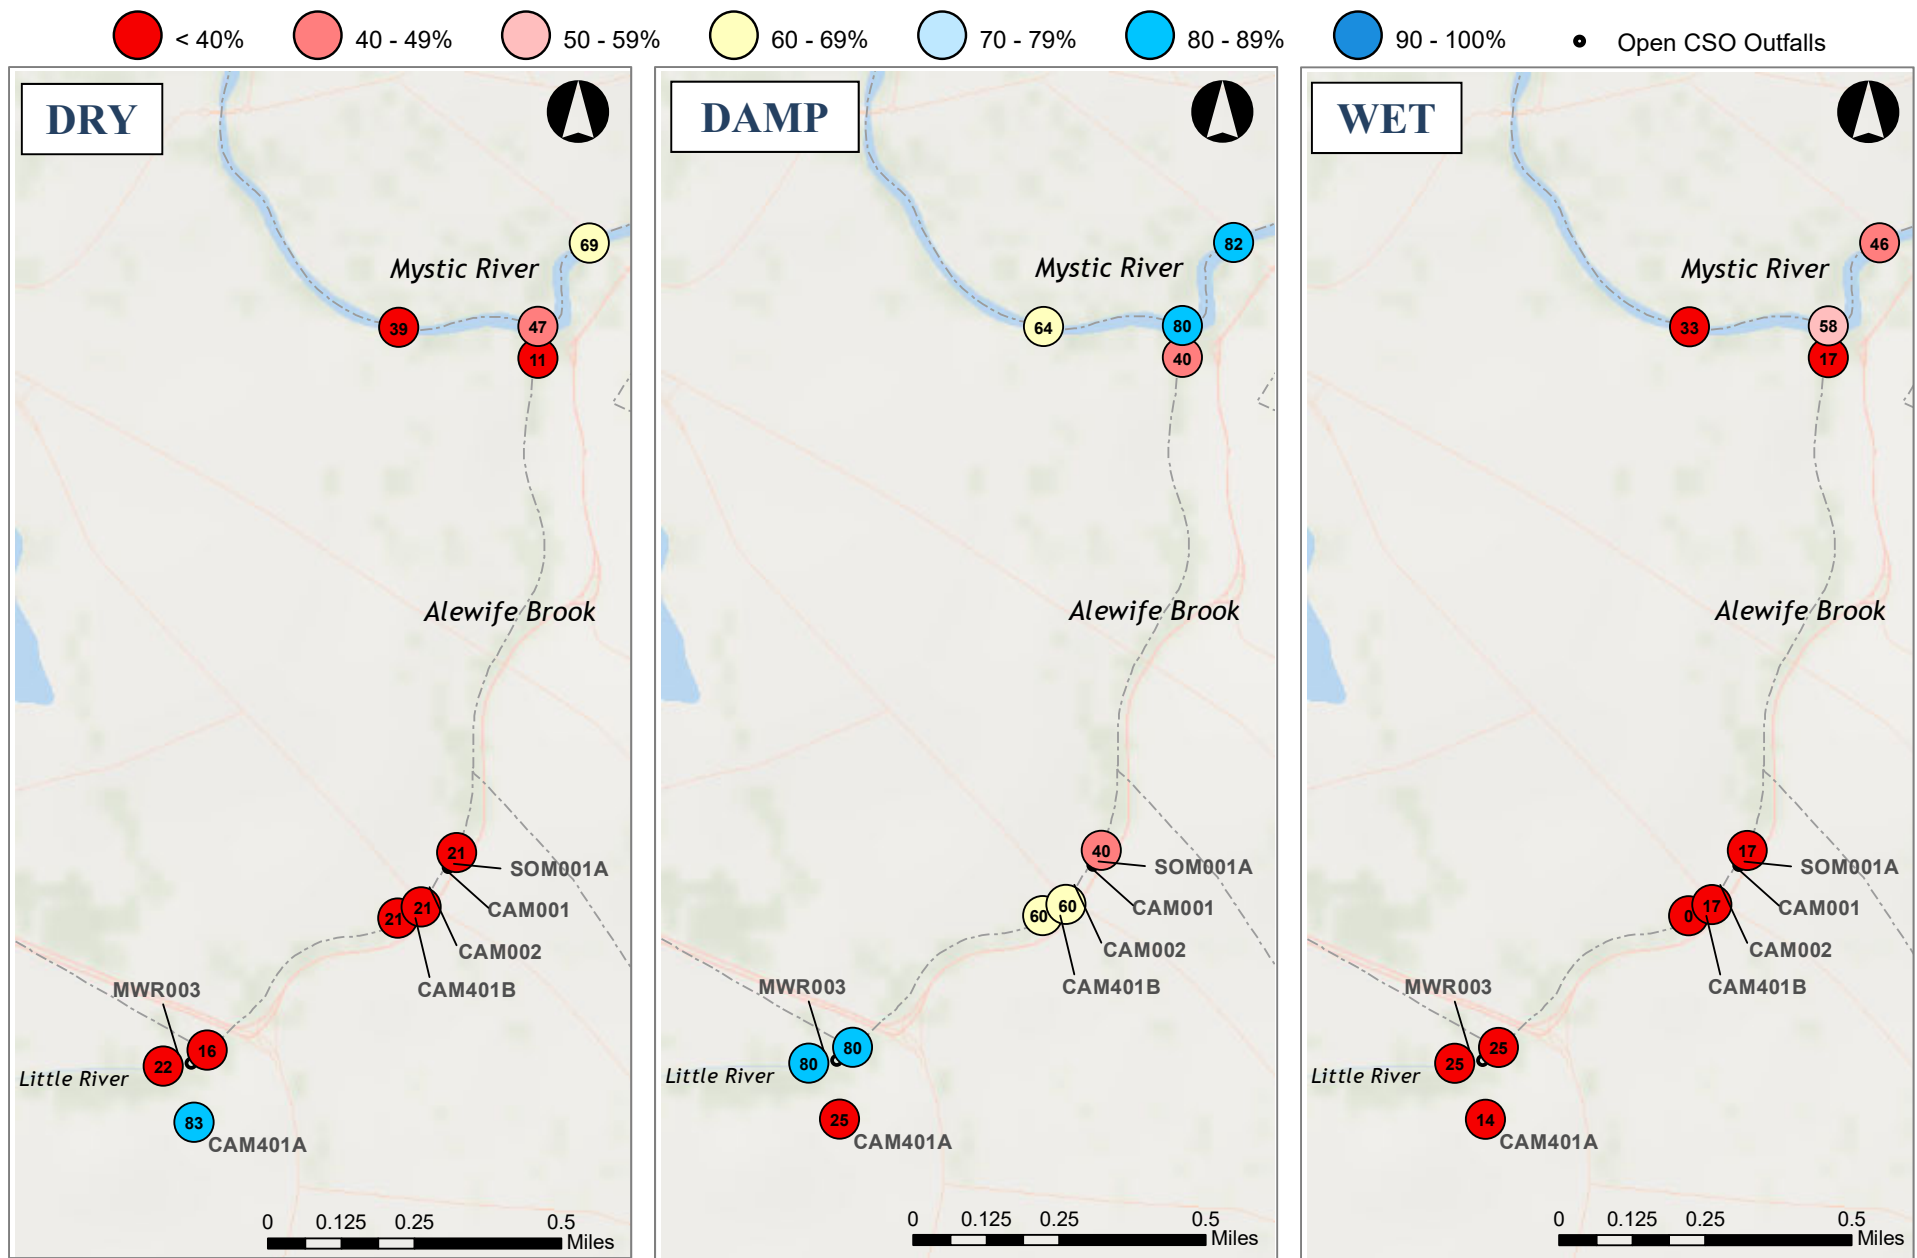 < 40%
40 - 49%
50 - 59%
60 - 69%
70 - 79%
80 - 89%
90 - 100%
Open CSO Outfalls
DRY
69
Mystic River
39
47
11
Alewife Brook
21
SOM001A
21
21
CAM001
CAM002
CAM401B
MWR003
16
22
Little River
83
CAM401A
0 0.125 0.25 0.5
Miles
DAMP
82
Mystic River
64
80
40
Alewife Brook
40
SOM001A
60
60
CAM001
CAM002
CAM401B
MWR003
80
80
Little River
25
CAM401A
0 0.125 0.25 0.5
Miles
WET
46
Mystic River
33
58
17
Alewife Brook
17
SOM001A
0
17
CAM001
CAM002
CAM401B
MWR003
25
25
Little River
14
CAM401A
0 0.125 0.25 0.5
Miles